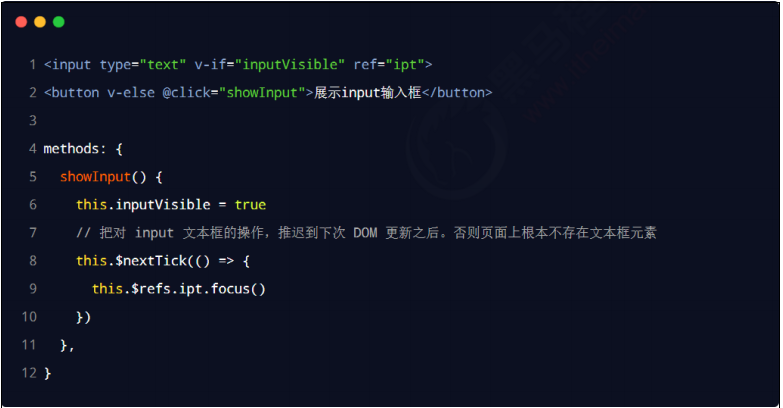 1 <input type="text" v-if="inputVisible" ref="ipt">
2 <button v-else @click="showInput">展示input输入框</button>
3
4 methods: {
5   showInput() {
6     this.inputVisible = true
7     // 把对 input 文本框的操作，推迟到下次 DOM 更新之后。否则页面上根本不存在文本框元素
8     this.$nextTick(() => {
9       this.$refs.ipt.focus()
10     })
11   },
12 }